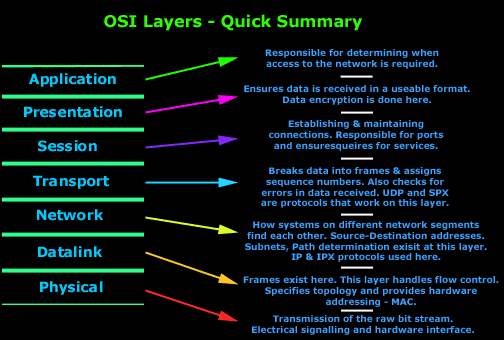 OSI Layers - Quick Summary
Application
Responsible for determining when
access to the network is required.
Presentation
Ensures data is received in a useable format.
Data encryption is done here.
Session
Establishing & maintaining
connections. Responsible for ports
and ensuresqueires for services.
Transport
Breaks data into frames & assigns
sequence numbers. Also checks for
errors in data received. UDP and SPX
are protocols that work on this layer.
Network
How systems on different network segments
find each other. Source-Destination addresses.
Subnets, Path determination exisit at this layer.
IP & IPX protocols used here.
Datalink
Frames exist here. This layer handles flow control.
Specifies topology and provides hardware
addressing - MAC.
Physical
Transmission of the raw bit stream.
Electrical signalling and hardware interface.